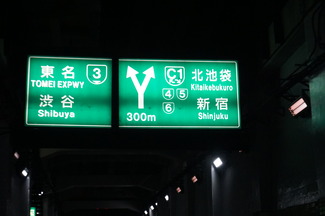 東名
TOMEI EXPWY
3
渋谷
Shibuya
300m
C1
4 5
6
北池袋
Kitaikebukuro
新宿
Shinjuku